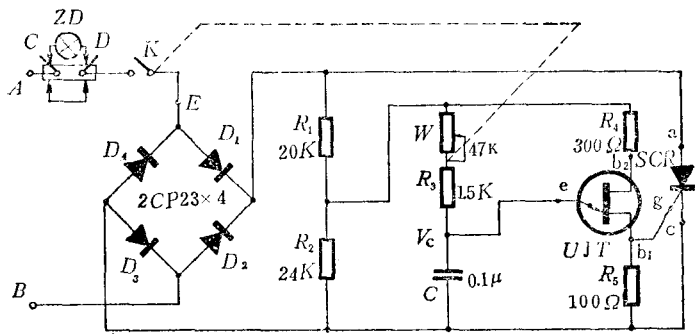 ZD
C D
A
K
E
D₄ D₁
2CP23×4
D₃ D₂
B
R₁
20K
R₂
24K
W
47K
R₃
1.5K
Vc
C 0.1μ
e
R₄
300Ω
b₂
SCR
a
g
c
UJT
b₁
R₅
100Ω